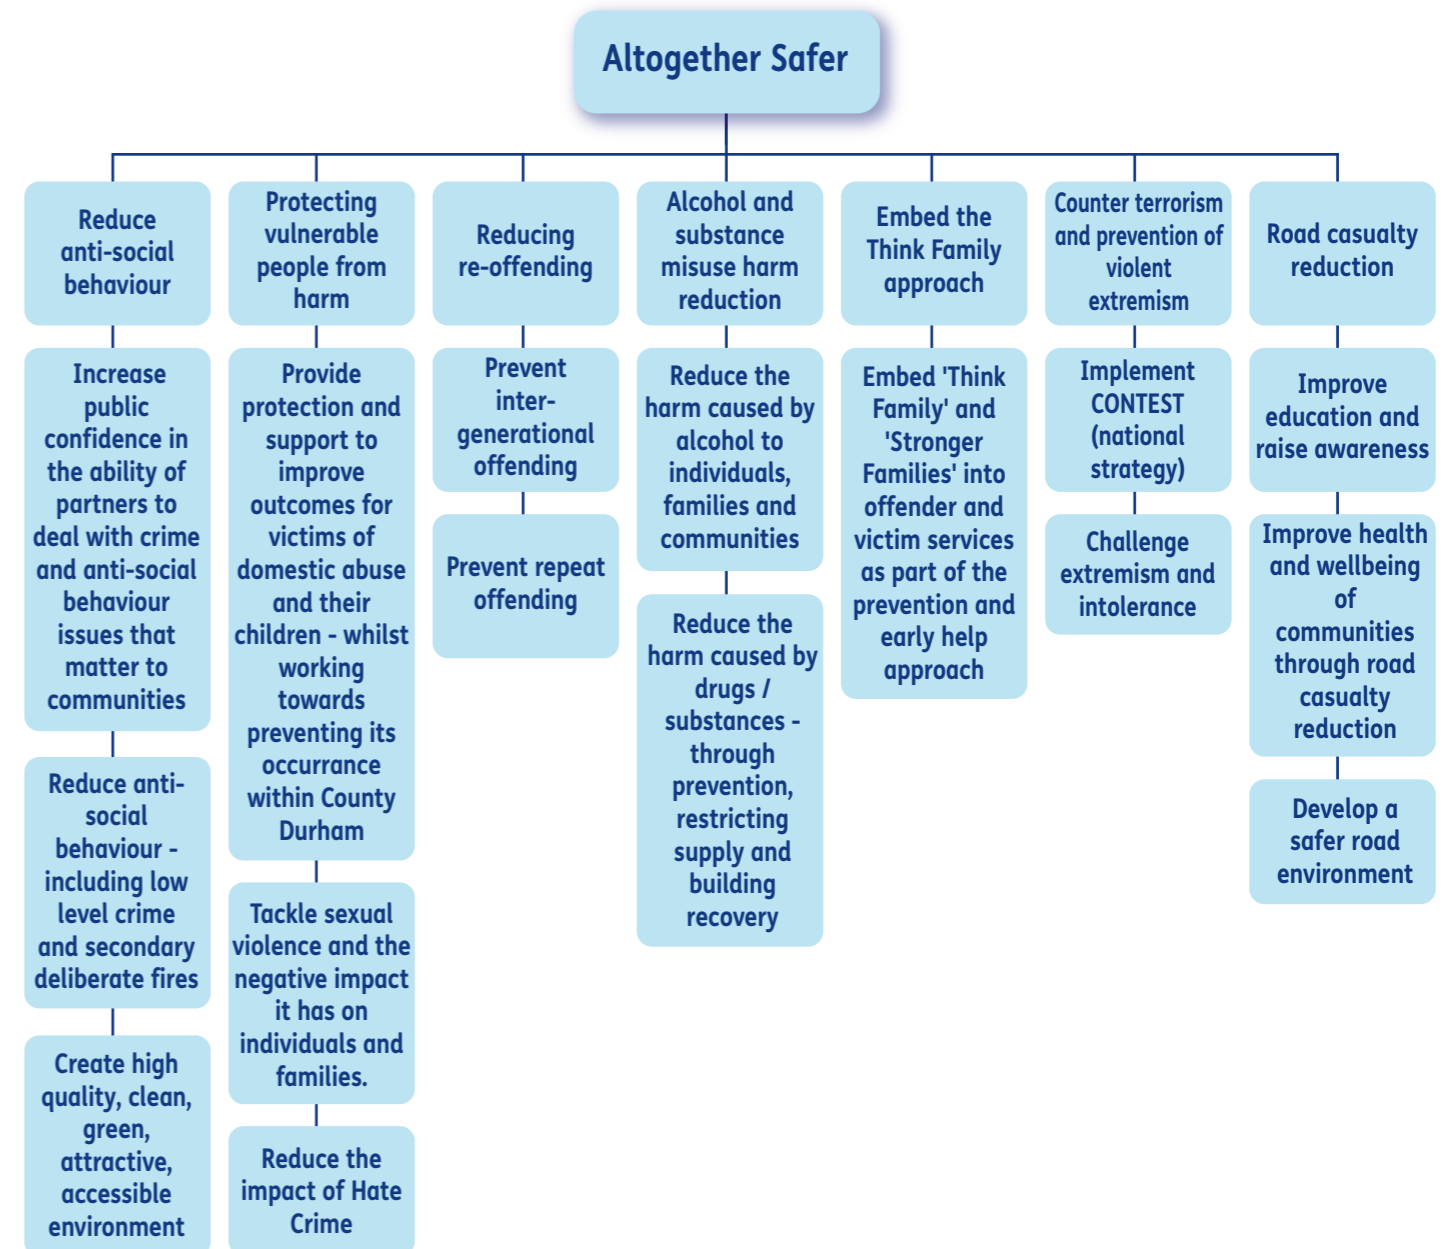 Altogether Safer
Reduce
anti-social
behaviour
Increase
public
confidence in
the ability of
partners to
deal with crime
and anti-social
behaviour
issues that
matter to
communities
Reduce anti-
social
behaviour -
including low
level crime
and secondary
deliberate fires
Create high
quality, clean,
green,
attractive,
accessible
environment
Protecting
vulnerable
people from
harm
Provide
protection and
support to
improve
outcomes for
victims of
domestic abuse
and their
children - whilst
working
towards
preventing its
occurrance
within County
Durham
Tackle sexual
violence and the
negative impact
it has on
individuals and
families.
Reduce the
impact of Hate
Crime
Reducing
re-offending
Prevent
inter-
generational
offending
Prevent repeat
offending
Alcohol and
substance
misuse harm
reduction
Reduce the
harm caused by
alcohol to
individuals,
families and
communities
Reduce the
harm caused by
drugs /
substances -
through
prevention,
restricting
supply and
building
recovery
Embed the
Think Family
approach
Embed 'Think
Family' and
'Stronger
Families' into
offender and
victim services
as part of the
prevention and
early help
approach
Counter terrorism
and prevention of
violent
extremism
Implement
CONTEST
(national
strategy)
Challenge
extremism and
intolerance
Road casualty
reduction
Improve
education and
raise awareness
Improve health
and wellbeing
of
communities
through road
casualty
reduction
Develop a
safer road
environment